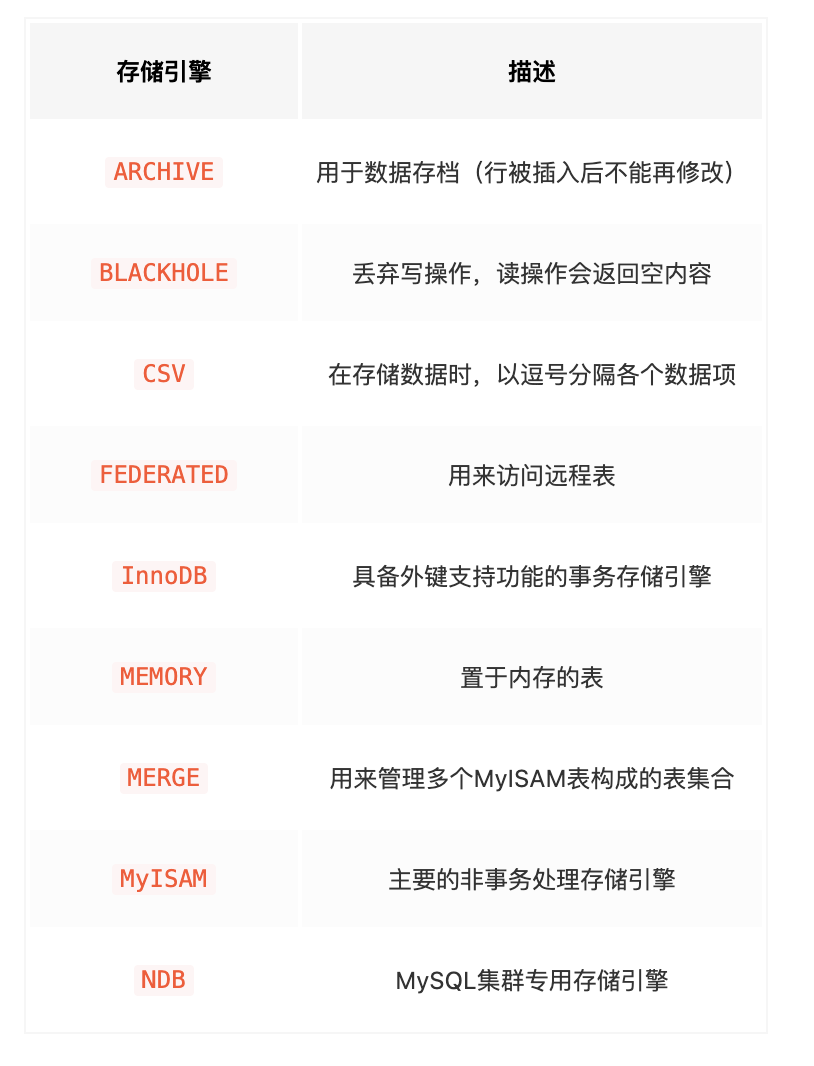 存储引擎 描述
ARCHIVE 用于数据存档（行被插入后不能再修改）
BLACKHOLE 丢弃写操作，读操作会返回空内容
CSV 在存储数据时，以逗号分隔各个数据项
FEDERATED 用来访问远程表
InnoDB 具备外键支持功能的事务存储引擎
MEMORY 置于内存的表
MERGE 用来管理多个MyISAM表构成的表集合
MyISAM 主要的非事务处理存储引擎
NDB MySQL集群专用存储引擎